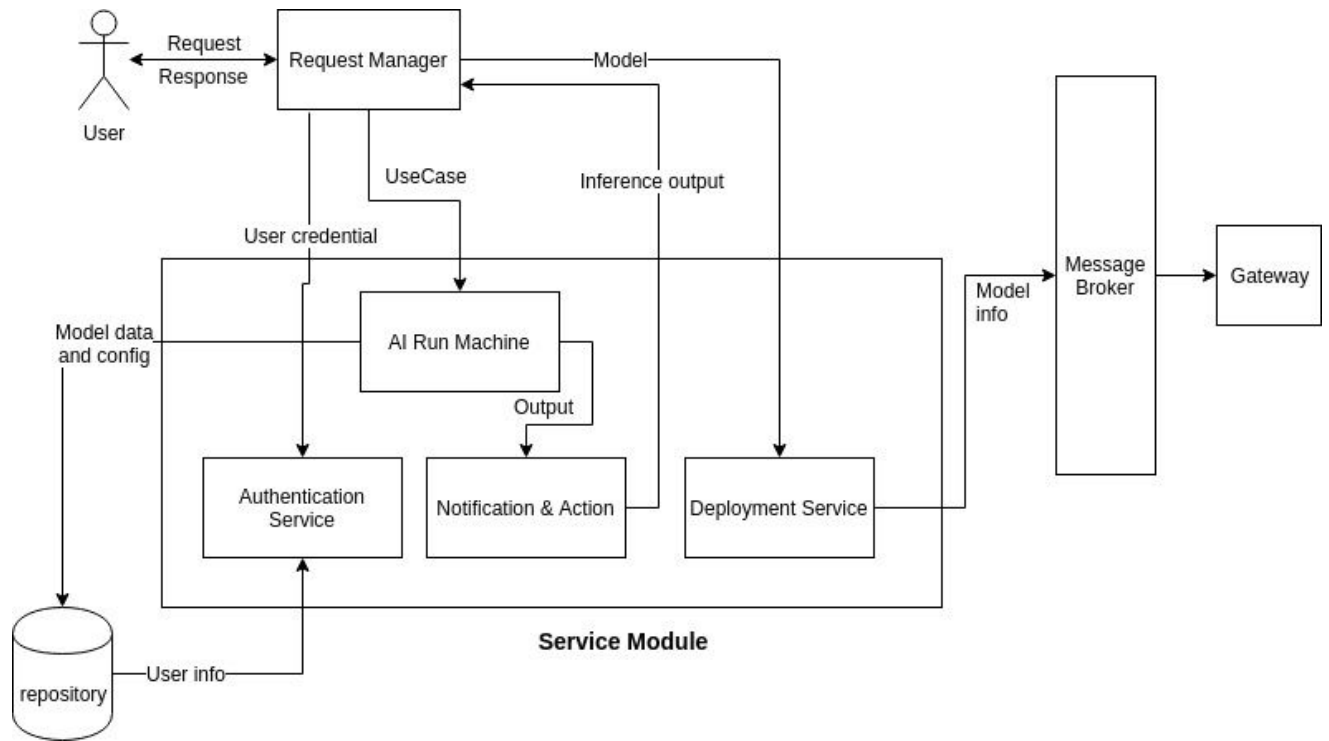 Request
Response
Request Manager
Model
User
UseCase
Inference output
User credential
Message
Broker
Gateway
Model
info
Model data
and config
AI Run Machine
Output
Authentication
Service
Notification & Action
Deployment Service
Service Module
User info
repository